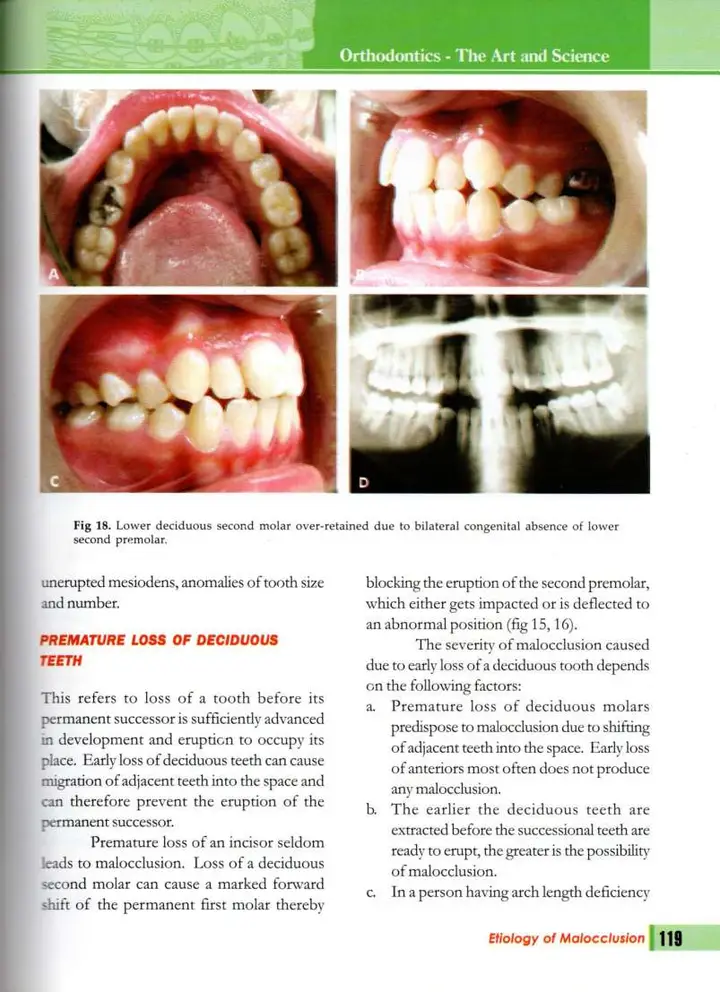 Orthodontics - The Art and Science
A
B
C
D
Fig 18. Lower deciduous second molar over-retained due to bilateral congenital absence of lower
second premolar.
unerupted mesiodens, anomalies of tooth size
and number.
PREMATURE LOSS OF DECIDUOUS
TEETH
This refers to loss of a tooth before its
permanent successor is sufficiently advanced
in development and eruption to occupy its
place. Early loss of deciduous teeth can cause
migration of adjacent teeth into the space and
can therefore prevent the eruption of the
permanent successor.
Premature loss of an incisor seldom
leads to malocclusion. Loss of a deciduous
second molar can cause a marked forward
shift of the permanent first molar thereby
blocking the eruption of the second premolar,
which either gets impacted or is deflected to
an abnormal position (fig 15, 16).
The severity of malocclusion caused
due to early loss of a deciduous tooth depends
on the following factors:
a. Premature loss of deciduous molars
predispose to malocclusion due to shifting
of adjacent teeth into the space. Early loss
of anteriors most often does not produce
any malocclusion.
b. The earlier the deciduous teeth are
extracted before the successional teeth are
ready to erupt, the greater is the possibility
of malocclusion.
c. In a person having arch length deficiency
Etiology of Malocclusion 119